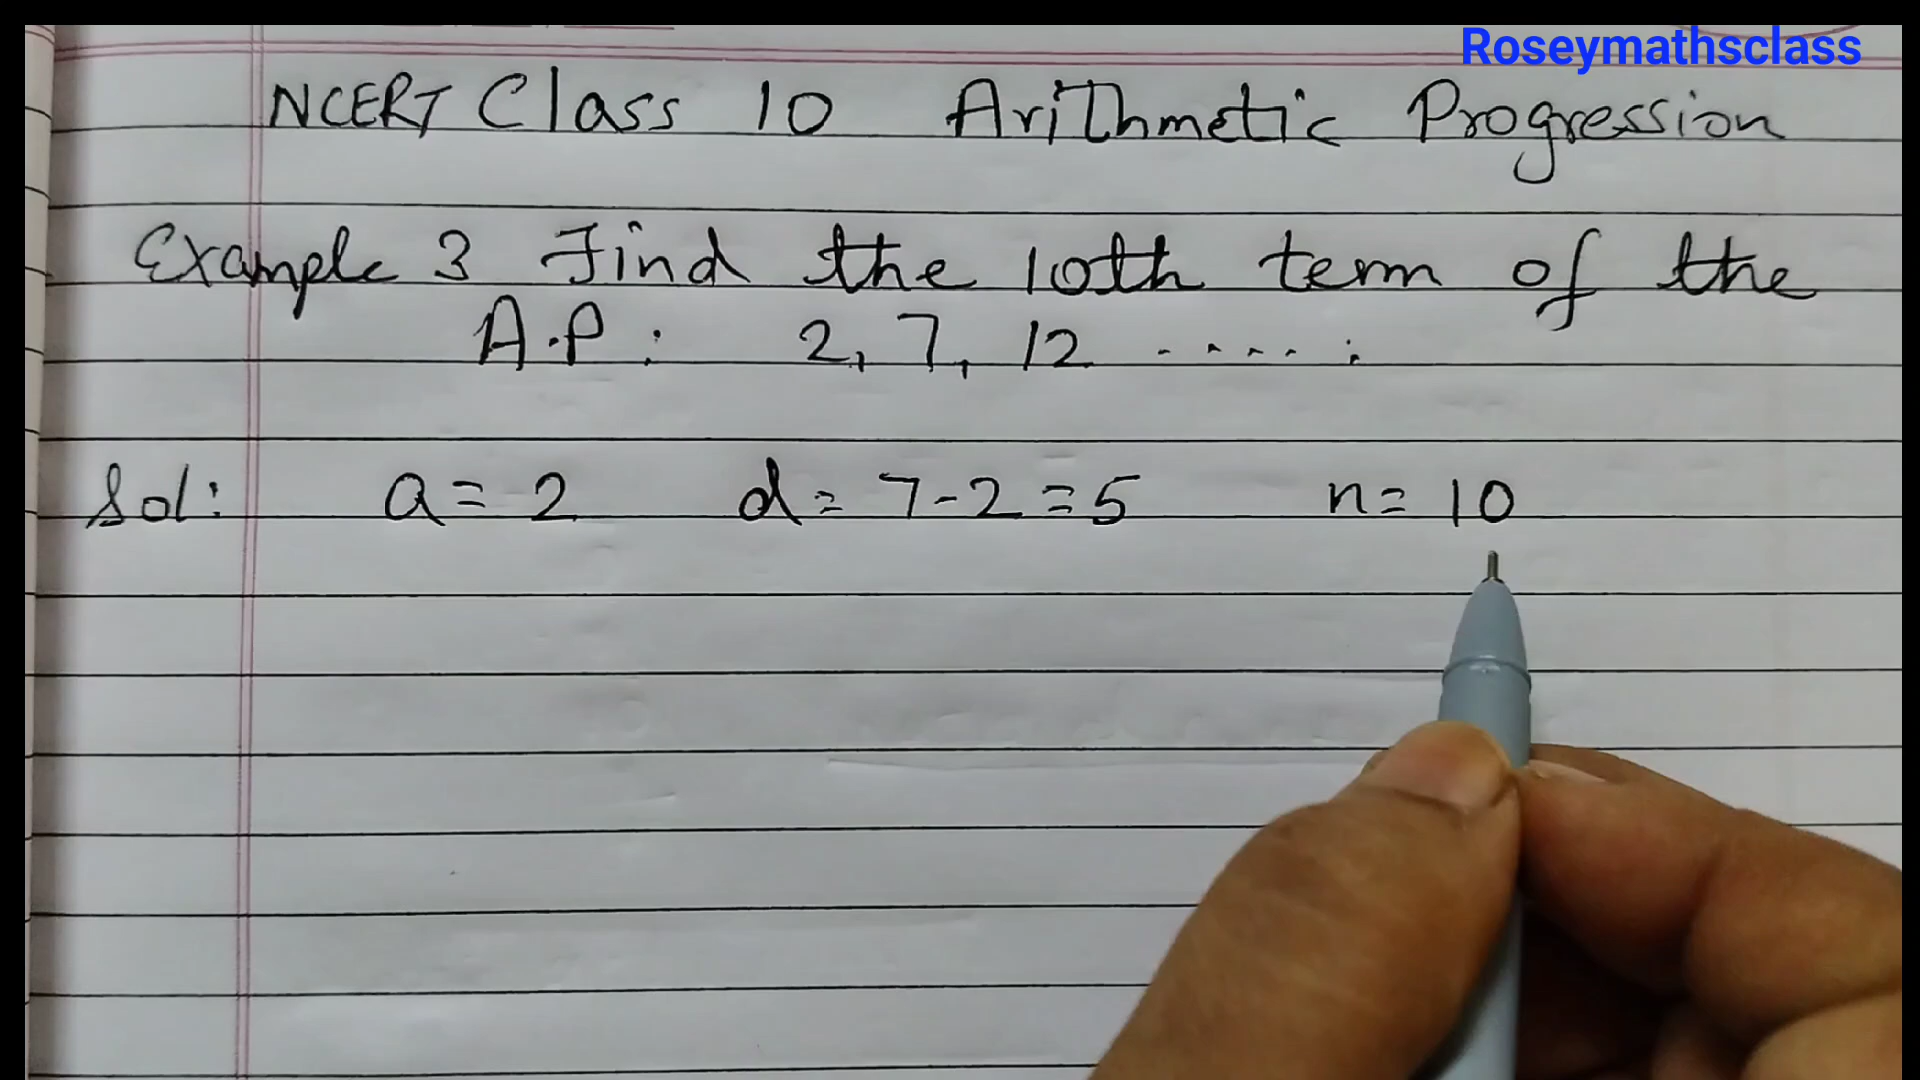 Roseymathsclass
NCERT Class 10 Arithmetic Progression
Example 3 Find the 10th term of the
A.P: 2, 7, 12 .....:
Sol: a = 2 d = 7-2 = 5 n = 10